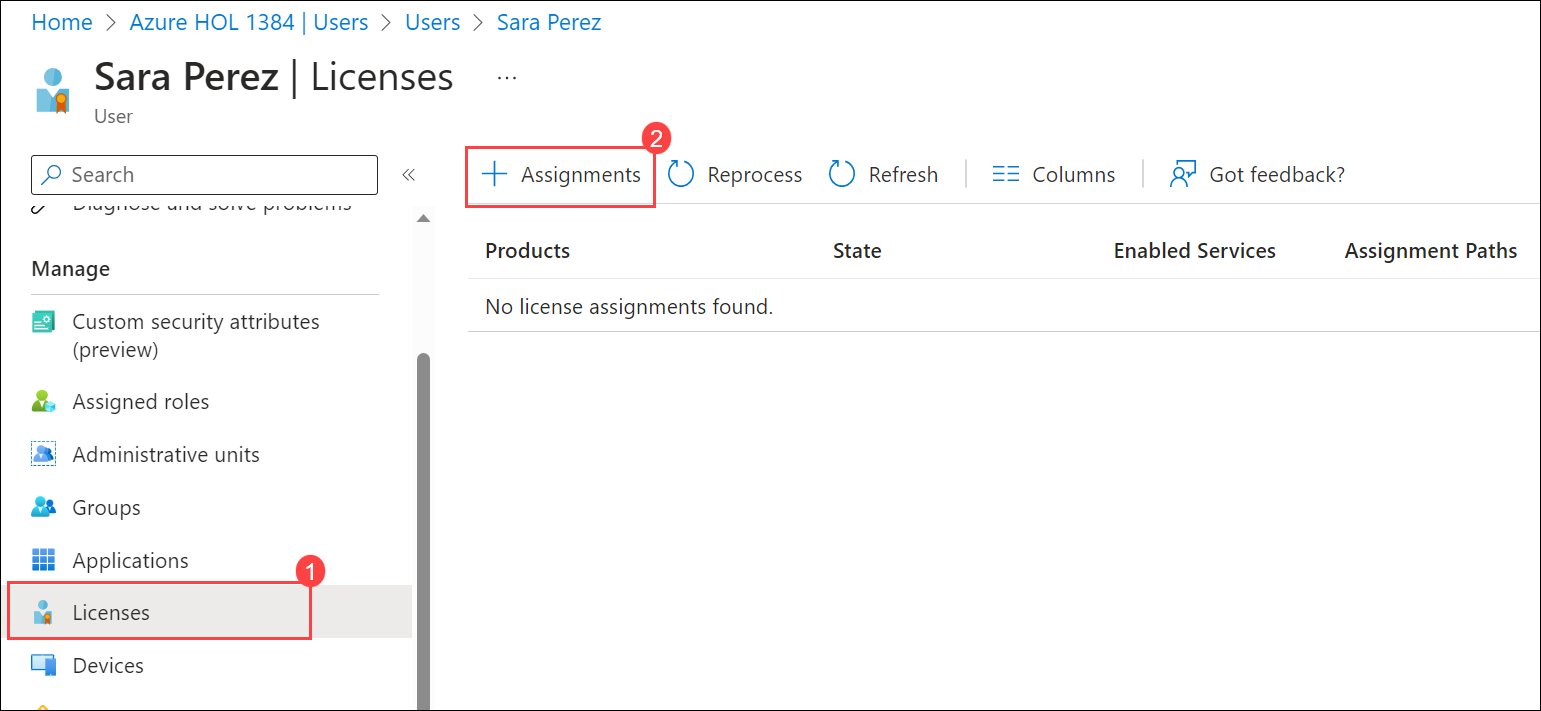 Home > Azure HOL 1384 | Users > Users > Sara Perez
Sara Perez | Licenses ...
User
Search «
Diagnose and solve problems
Manage
Custom security attributes
(preview)
Assigned roles
Administrative units
Groups
Applications
1
Licenses
Devices
2
+ Assignments Reprocess Refresh | Columns | Got feedback?
Products State Enabled Services Assignment Paths
No license assignments found.